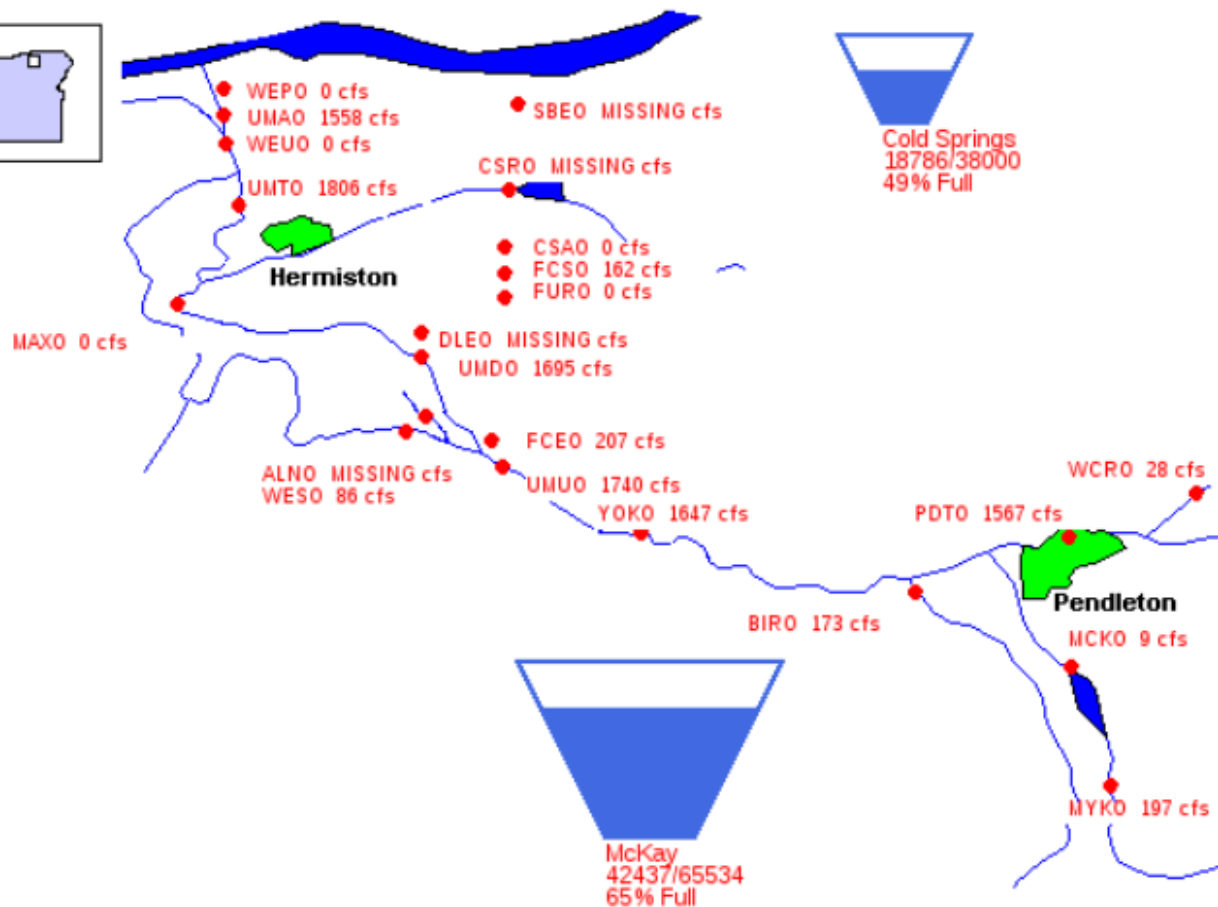 WEPO 0 cfs
UMAO 1558 cfs
WEUO 0 cfs
SBEO MISSING cfs
Cold Springs
18786/38000
49% Full
CSRO MISSING cfs
UMTO 1806 cfs
Hermiston
CSAO 0 cfs
FCSO 162 cfs
FURO 0 cfs
MAXO 0 cfs
DLEO MISSING cfs
UMDO 1695 cfs
FCEO 207 cfs
ALNO MISSING cfs
WESO 86 cfs
UMUO 1740 cfs
YOKO 1647 cfs
WCRO 28 cfs
PDTO 1567 cfs
Pendleton
BIRO 173 cfs
MCKO 9 cfs
MYKO 197 cfs
McKay
42437/65534
65% Full